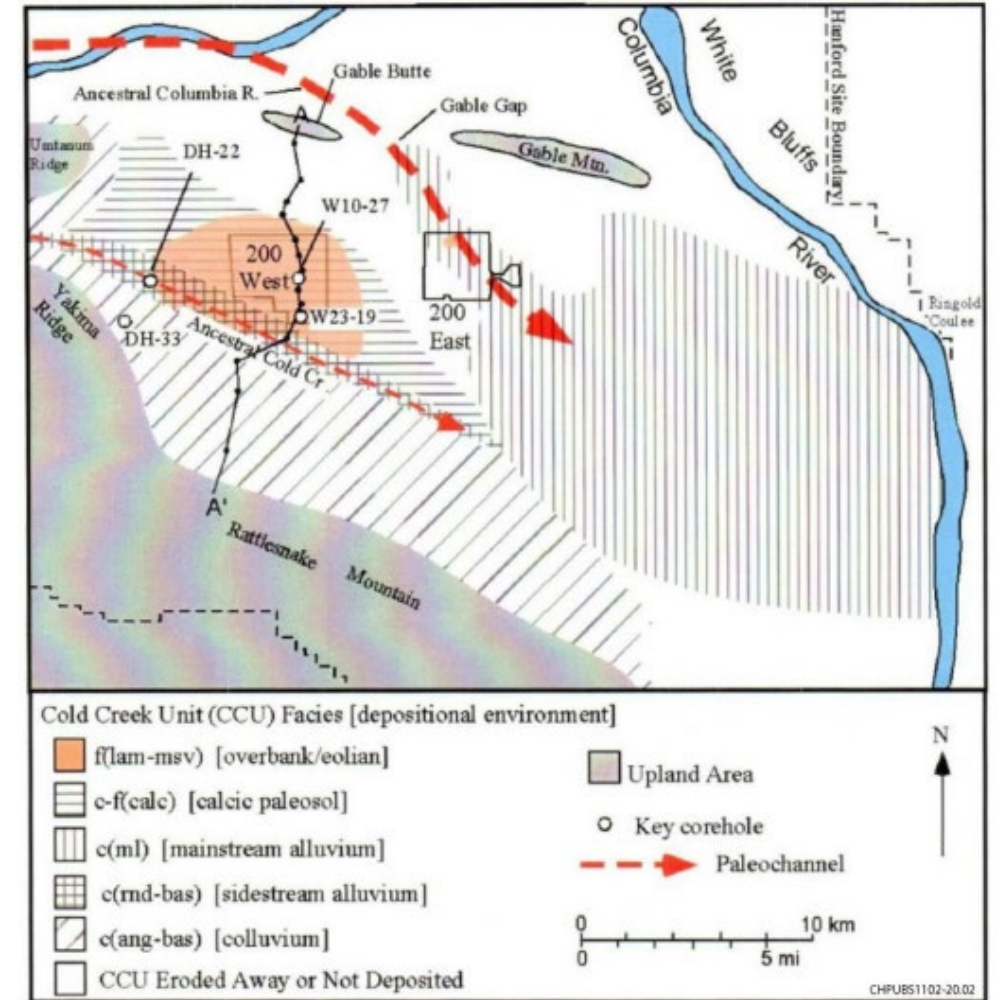 Ancestral Columbia R.
Gable Butte
Gable Gap
Gable Mtn.
Columbia
River
White
Bluffs
Hanford Site Boundary
Ringold
Coulee
Umtanum
Ridge
DH-22
W10-27
200
West
W23-19
DH-33
200
East
Ancestral Cold Cr
Yakima
Ridge
A
A'
Rattlesnake
Mountain
Cold Creek Unit (CCU) Facies [depositional environment]
f(lam-msv) [overbank/eolian]
c-f(calc) [calcic paleosol]
c(ml) [mainstream alluvium]
c(rnd-bas) [sidestream alluvium]
c(ang-bas) [colluvium]
CCU Eroded Away or Not Deposited
Upland Area
Key corehole
Paleochannel
N
0 10 km
0 5 mi
CHPUBS1102-20.02